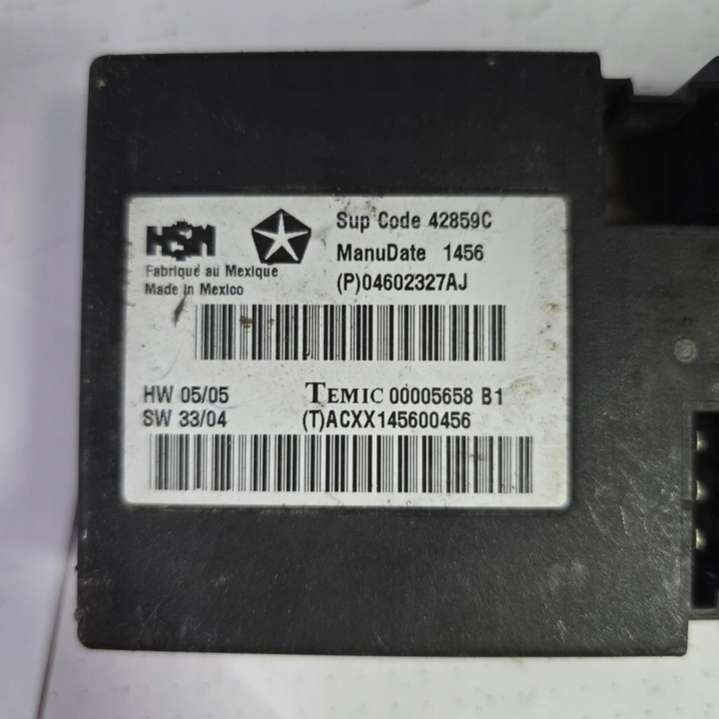 HSM
Fabriqué au Mexique
Made in Mexico
Sup Code 42859C
ManuDate 1456
(P)04602327AJ
HW 05/05
SW 33/04
TEMIC 00005658 B1
(T)ACXX145600456